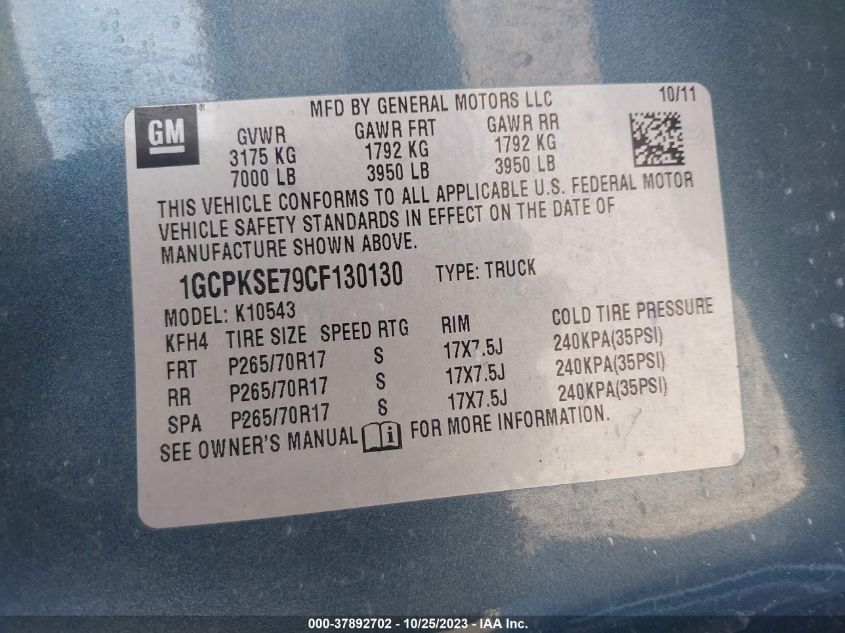 MFD BY GENERAL MOTORS LLC 10/11
GM ®
GVWR GAWR FRT GAWR RR
3175 KG 1792 KG 1792 KG
7000 LB 3950 LB 3950 LB
THIS VEHICLE CONFORMS TO ALL APPLICABLE U.S. FEDERAL MOTOR
VEHICLE SAFETY STANDARDS IN EFFECT ON THE DATE OF
MANUFACTURE SHOWN ABOVE.
1GCPKSE79CF130130 TYPE: TRUCK
MODEL: K10543
KFH4 TIRE SIZE SPEED RTG RIM COLD TIRE PRESSURE
FRT P265/70R17 S 17X7.5J 240KPA(35PSI)
RR P265/70R17 S 17X7.5J 240KPA(35PSI)
SPA P265/70R17 S 17X7.5J 240KPA(35PSI)
SEE OWNER'S MANUAL i FOR MORE INFORMATION.
000-37892702 - 10/25/2023 - IAA Inc.